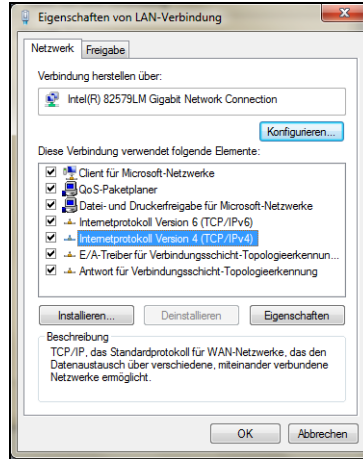 Eigenschaften von LAN-Verbindung
Netzwerk Freigabe
Verbindung herstellen über:
Intel(R) 82579LM Gigabit Network Connection
Konfigurieren...
Diese Verbindung verwendet folgende Elemente:
Client für Microsoft-Netzwerke
QoS-Paketplaner
Datei- und Druckerfreigabe für Microsoft-Netzwerke
Internetprotokoll Version 6 (TCP/IPv6)
Internetprotokoll Version 4 (TCP/IPv4)
E/A-Treiber für Verbindungsschicht-Topologieerkennun...
Antwort für Verbindungsschicht-Topologieerkennung
Installieren... Deinstallieren Eigenschaften
Beschreibung
TCP/IP, das Standardprotokoll für WAN-Netzwerke, das den
Datenaustausch über verschiedene, miteinander verbundene
Netzwerke ermöglicht.
OK Abbrechen